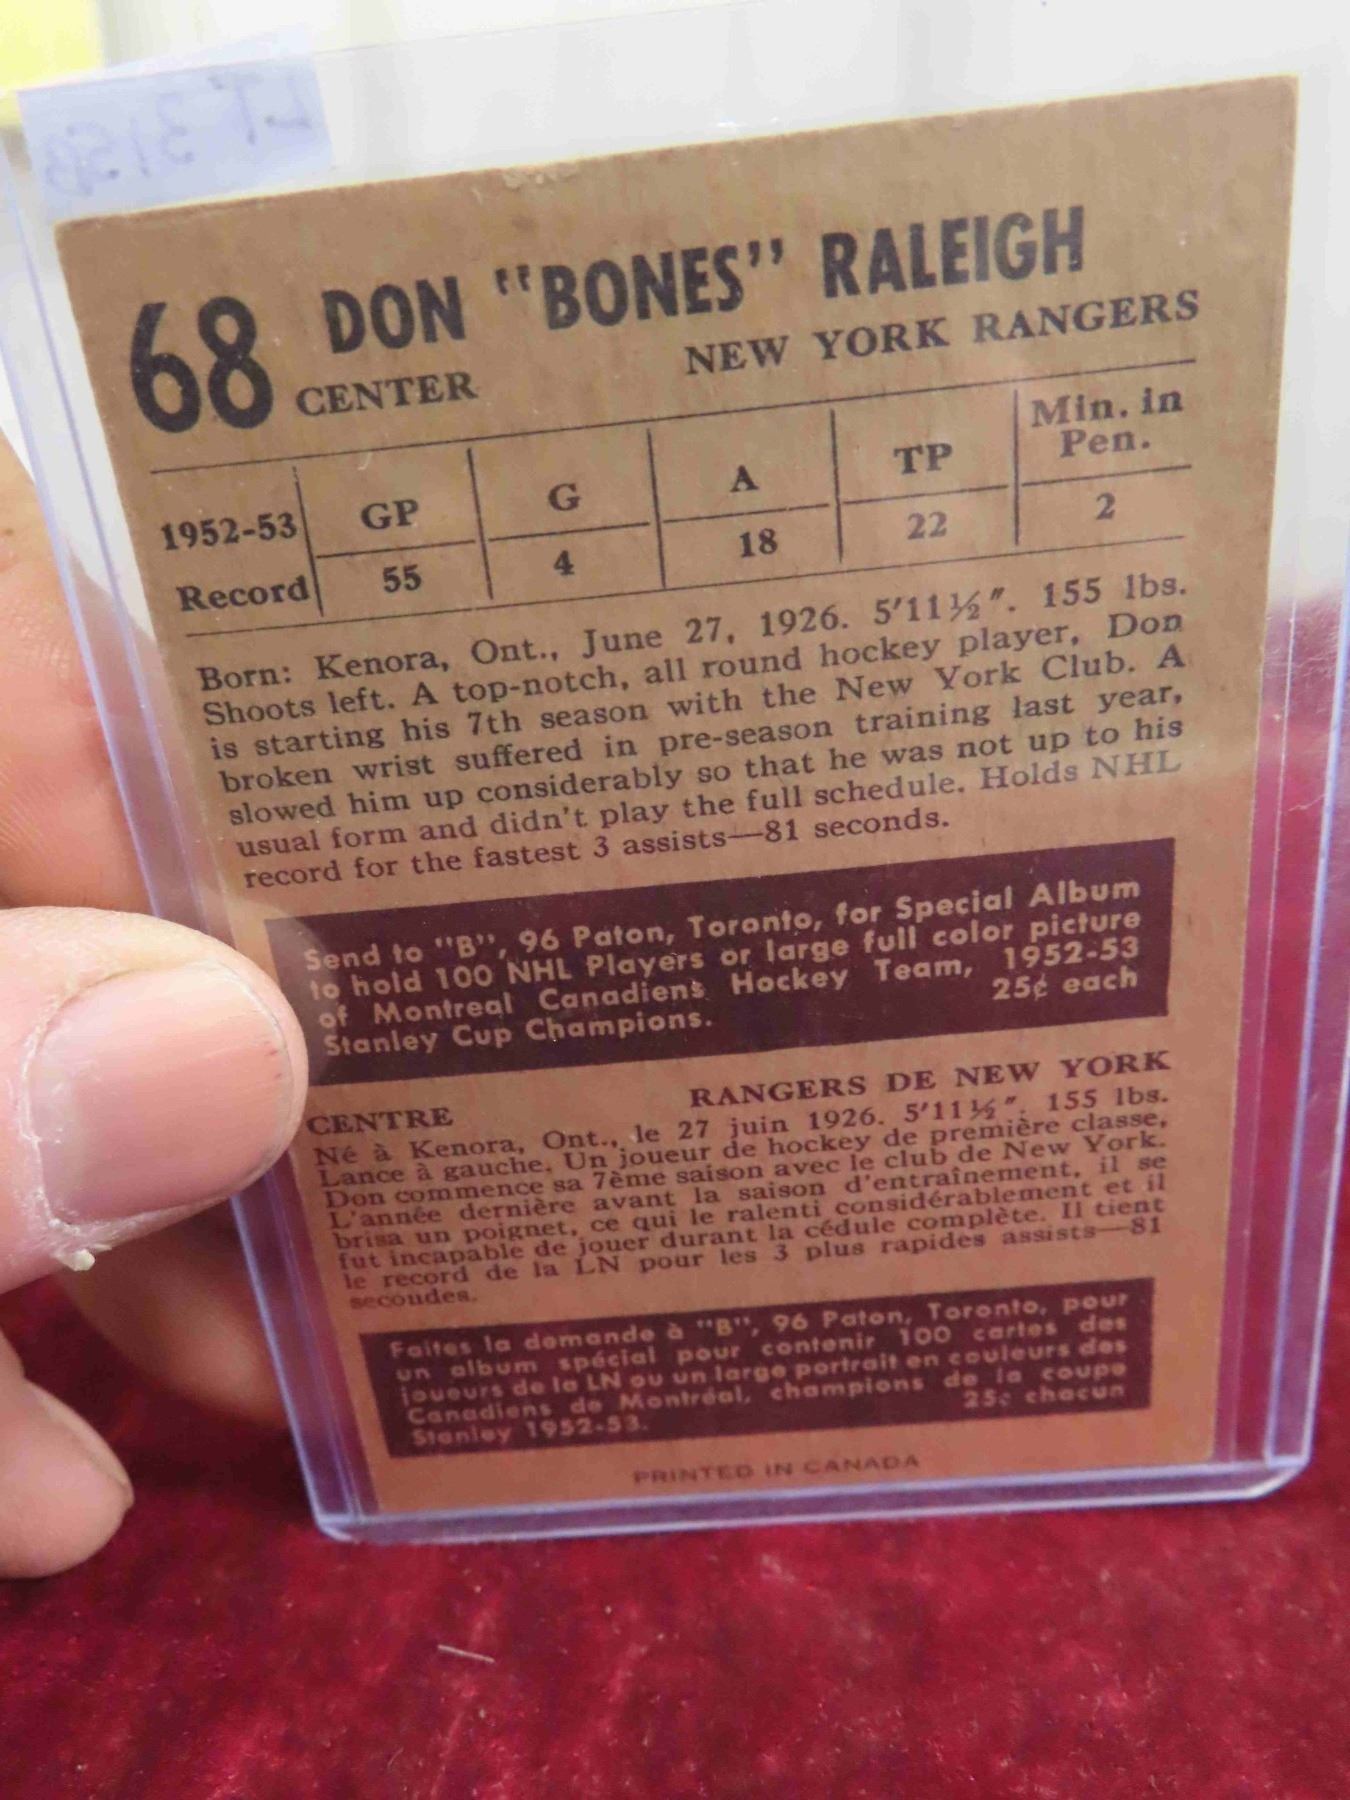 LT 315B
68 DON "BONES" RALEIGH
CENTER NEW YORK RANGERS
1952-53 GP G A TP Min. in Pen.
Record 55 4 18 22 2
Born: Kenora, Ont., June 27, 1926. 5'11½". 155 lbs.
Shoots left. A top-notch, all round hockey player, Don
is starting his 7th season with the New York Club. A
broken wrist suffered in pre-season training last year,
slowed him up considerably so that he was not up to his
usual form and didn't play the full schedule. Holds NHL
record for the fastest 3 assists—81 seconds.
Send to "B", 96 Paton, Toronto, for Special Album
to hold 100 NHL Players or large full color picture
of Montreal Canadiens Hockey Team, 1952-53
Stanley Cup Champions. 25¢ each
CENTRE RANGERS DE NEW YORK
Né à Kenora, Ont., le 27 juin 1926. 5'11½". 155 lbs.
Lance à gauche. Un joueur de hockey de première classe,
Don commence sa 7ème saison avec le club de New York.
L'année dernière avant la saison d'entraînement, il se
brisa un poignet, ce qui le ralenti considérablement et il
fut incapable de jouer durant la cédule complète. Il tient
le record de la LN pour les 3 plus rapides assists—81
secoudes.
Faites la demande à "B", 96 Paton, Toronto, pour
un album spécial pour contenir 100 cartes des
joueurs de la LN ou un large portrait en couleurs des
Canadiens de Montréal, champions de la coupe
Stanley 1952-53. 25¢ chacun
PRINTED IN CANADA